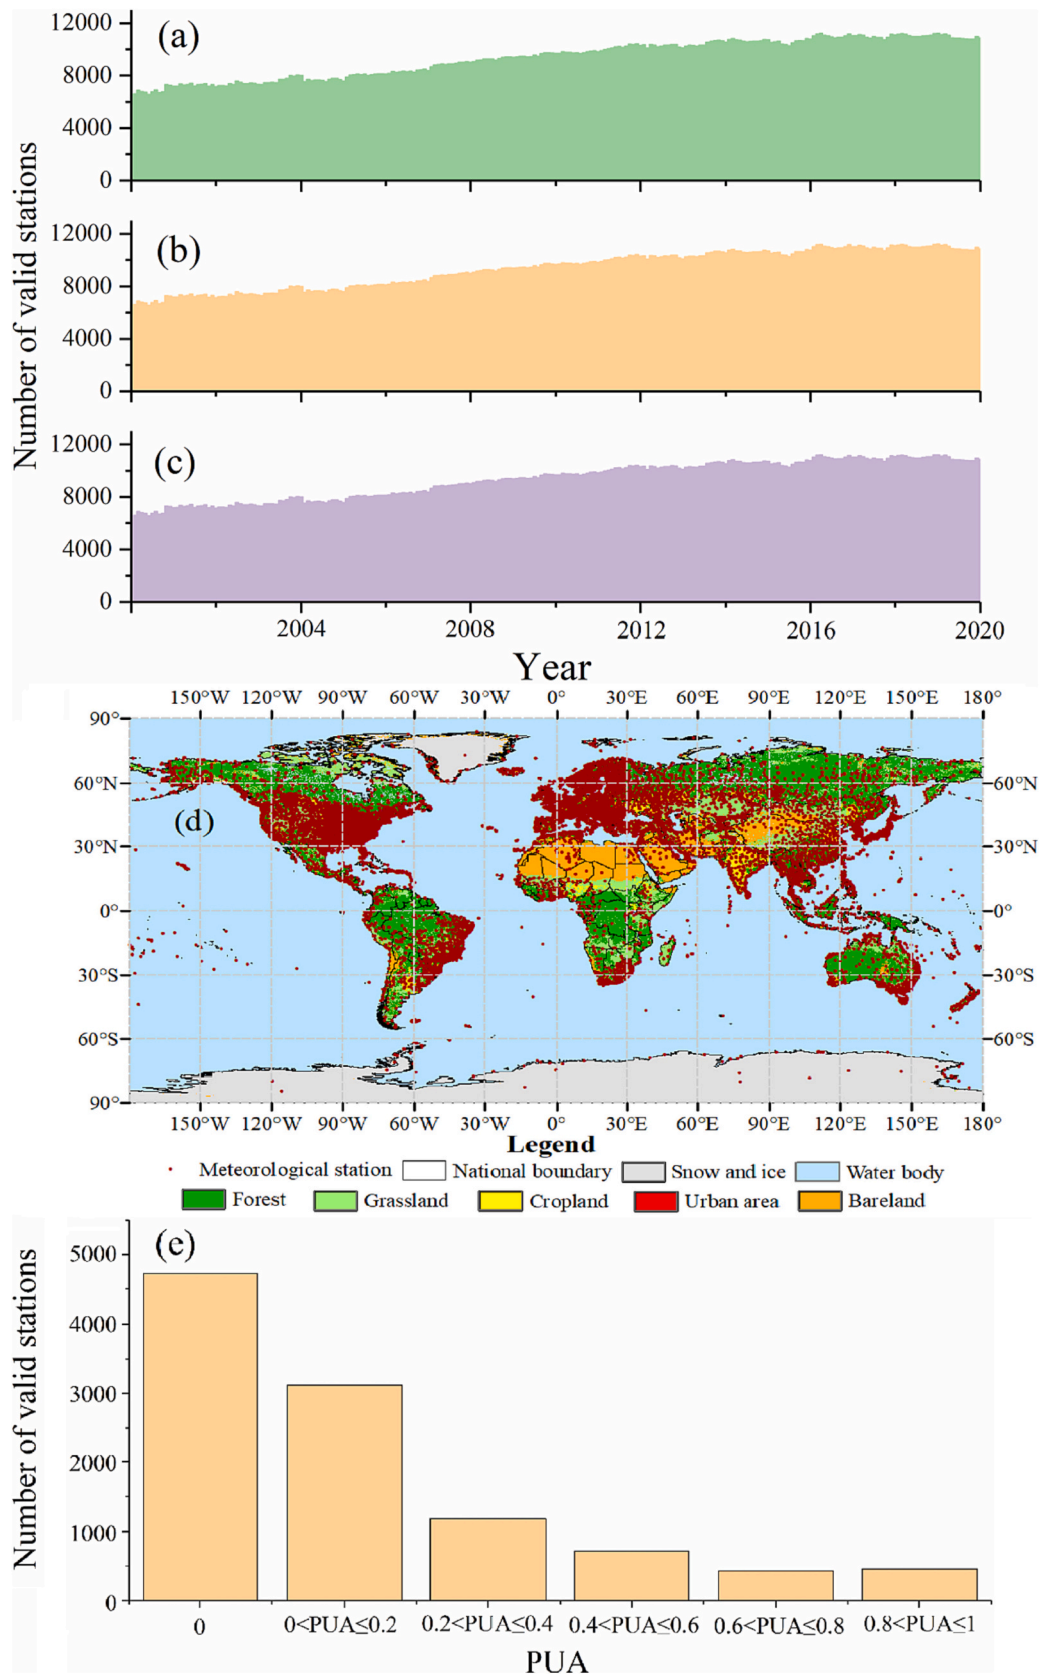 12000
(a)
8000
4000
0
12000
(b)
8000
4000
0
12000
(c)
8000
4000
0
Number of valid stations
2004 2008 2012 2016 2020
Year
150°W 120°W 90°W 60°W 30°W 0° 30°E 60°E 90°E 120°E 150°E 180°
90°
60°N 60°N
(d)
30°N 30°N
0° 0°
30°S 30°S
60°S 60°S
90°
150°W 120°W 90°W 60°W 30°W 0° 30°E 60°E 90°E 120°E 150°E 180°
Legend
Meteorological station National boundary Snow and ice Water body
Forest Grassland Cropland Urban area Bareland
(e)
5000
4000
3000
2000
1000
0
Number of valid stations
0 0<PUA≤0.2 0.2<PUA≤0.4 0.4<PUA≤0.6 0.6<PUA≤0.8 0.8<PUA≤1
PUA